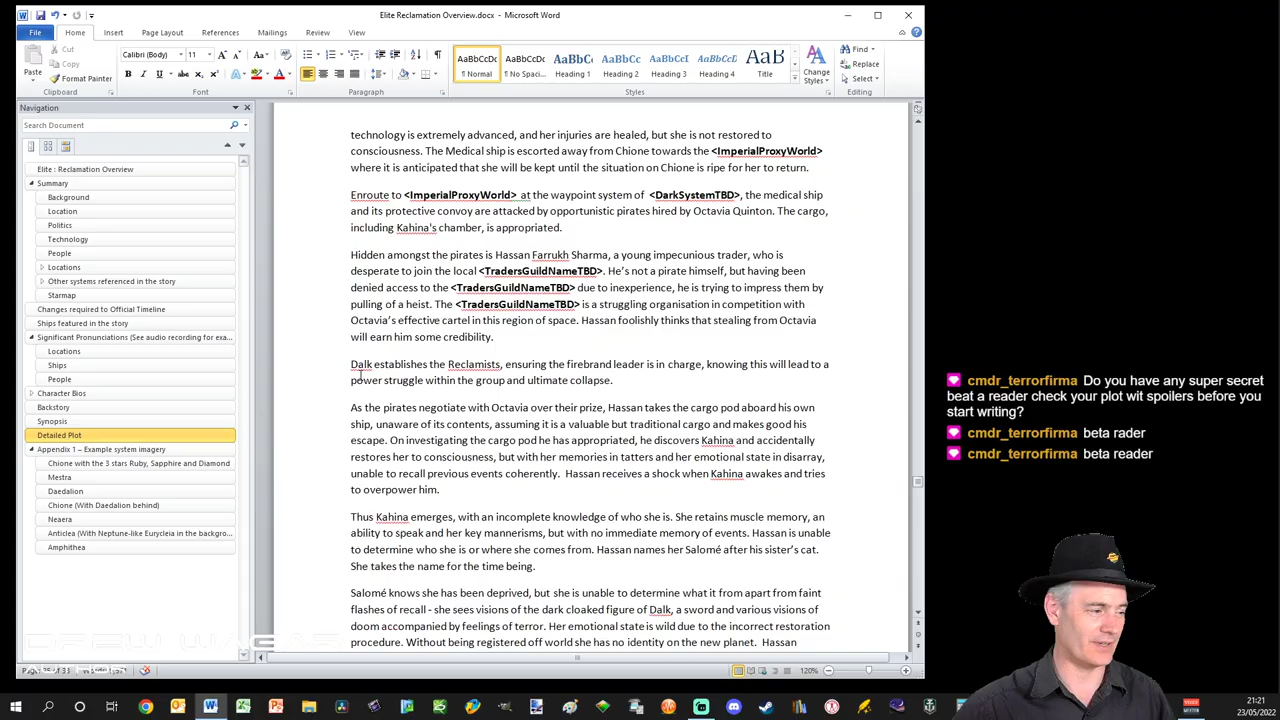 Elite Reclamation Overview.docx - Microsoft Word
File Home Insert Page Layout References Mailings Review View
Cut
Copy
Format Painter
Paste
Clipboard
Calibri (Body) 11
Font
Paragraph
AaBbCcDc AaBbCcDc AaBbCc AaBbCc AaBbCcI AaBbCcD AaB
¶ Normal ¶ No Spaci... Heading 1 Heading 2 Heading 3 Heading 4 Title
Change Styles
Styles
Find
Replace
Select
Editing
Navigation
Search Document
Elite : Reclamation Overview
Summary
Background
Location
Politics
Technology
People
Locations
Other systems referenced in the story
Starmap
Changes required to Official Timeline
Ships featured in the story
Significant Pronunciations (See audio recording for exa...
Locations
Ships
People
Character Bios
Backstory
Synopsis
Detailed Plot
Appendix 1 – Example system imagery
Chione with the 3 stars Ruby, Sapphire and Diamond
Mestra
Daedalion
Chione (With Daedalion behind)
Neaera
Anticlea (With Neptune-like Eurycleia in the backgro...
Amphithea
technology is extremely advanced, and her injuries are healed, but she is not restored to
consciousness. The Medical ship is escorted away from Chione towards the <ImperialProxyWorld>
where it is anticipated that she will be kept until the situation on Chione is ripe for her to return.
Enroute to <ImperialProxyWorld> at the waypoint system of <DarkSystemTBD>, the medical ship
and its protective convoy are attacked by opportunistic pirates hired by Octavia Quinton. The cargo,
including Kahina's chamber, is appropriated.
Hidden amongst the pirates is Hassan Farrukh Sharma, a young impecunious trader, who is
desperate to join the local <TradersGuildNameTBD>. He's not a pirate himself, but having been
denied access to the <TradersGuildNameTBD> due to inexperience, he is trying to impress them by
pulling of a heist. The <TradersGuildNameTBD> is a struggling organisation in competition with
Octavia's effective cartel in this region of space. Hassan foolishly thinks that stealing from Octavia
will earn him some credibility.
Dalk establishes the Reclamists, ensuring the firebrand leader is in charge, knowing this will lead to a
power struggle within the group and ultimate collapse.
As the pirates negotiate with Octavia over their prize, Hassan takes the cargo pod aboard his own
ship, unaware of its contents, assuming it is a valuable but traditional cargo and makes good his
escape. On investigating the cargo pod he has appropriated, he discovers Kahina and accidentally
restores her to consciousness, but with her memories in tatters and her emotional state in disarray,
unable to recall previous events coherently. Hassan receives a shock when Kahina awakes and tries
to overpower him.
Thus Kahina emerges, with an incomplete knowledge of who she is. She retains muscle memory, an
ability to speak and her key mannerisms, but with no immediate memory of events. Hassan is unable
to determine who she is or where she comes from. Hassan names her Salomé after his sister's cat.
She takes the name for the time being.
Salomé knows she has been deprived, but she is unable to determine what it from apart from faint
flashes of recall - she sees visions of the dark cloaked figure of Dalk, a sword and various visions of
doom accompanied by feelings of terror. Her emotional state is wild due to the incorrect restoration
procedure. Without being registered off world she has no identity on the new planet. Hassan
120%
cmdr_terrorfirma Do you have any super secret
beat a reader check your plot wit spoilers before you
start writing?
cmdr_terrorfirma beta rader
cmdr_terrorfirma beta reader
DREW WAGAR
21:21
23/05/2022